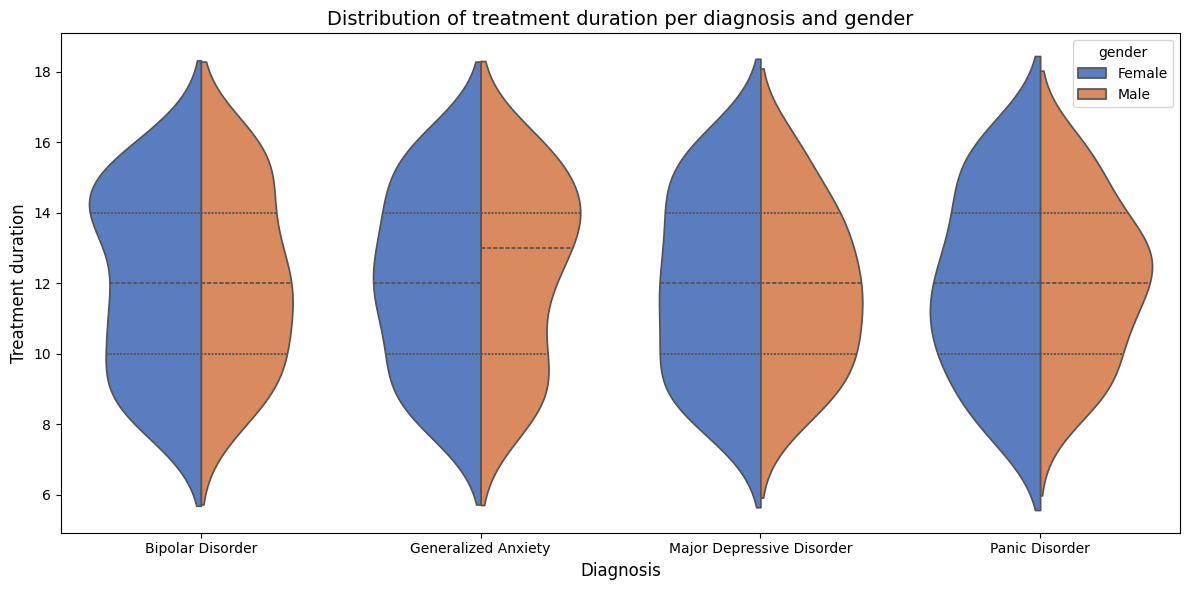 Distribution of treatment duration per diagnosis and gender
gender
Female
Male
Treatment duration
18
16
14
12
10
8
6
Bipolar Disorder
Generalized Anxiety
Major Depressive Disorder
Panic Disorder
Diagnosis